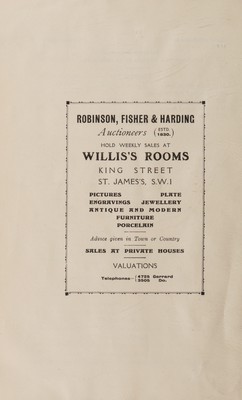 ROBINSON, FISHER & HARDING
Auctioneers (ESTD. 1830.)
HOLD WEEKLY SALES AT
WILLIS'S ROOMS
KING STREET
ST. JAMES'S, S.W.1
PICTURES PLATE
ENGRAVINGS JEWELLERY
ANTIQUE AND MODERN
FURNITURE
PORCELAIN
Advice given in Town or Country
SALES AT PRIVATE HOUSES
VALUATIONS
Telephones— 4755 Gerrard
3565 Do.